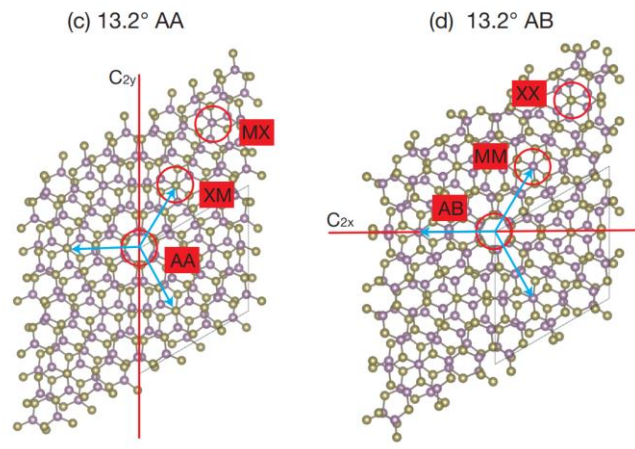 (c) 13.2° AA
C2y
MX
XM
AA
(d) 13.2° AB
XX
MM
AB
C2x